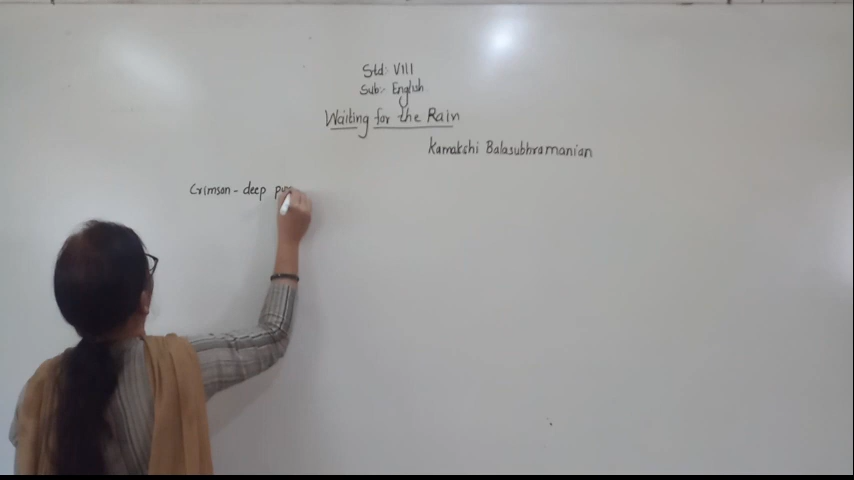 Std:- VIII
Sub:- English
Waiting for the Rain
Kamakshi Balasubhramanian
Crimson - deep